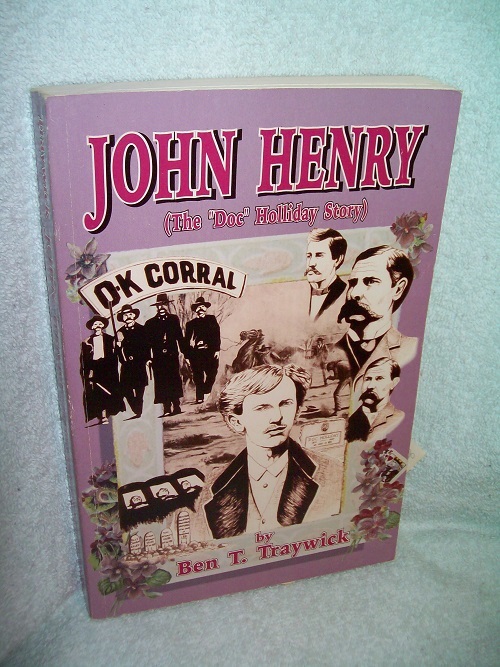 JOHN HENRY
(The "Doc" Holliday Story)
O.K CORRAL
by
Ben T. Traywick